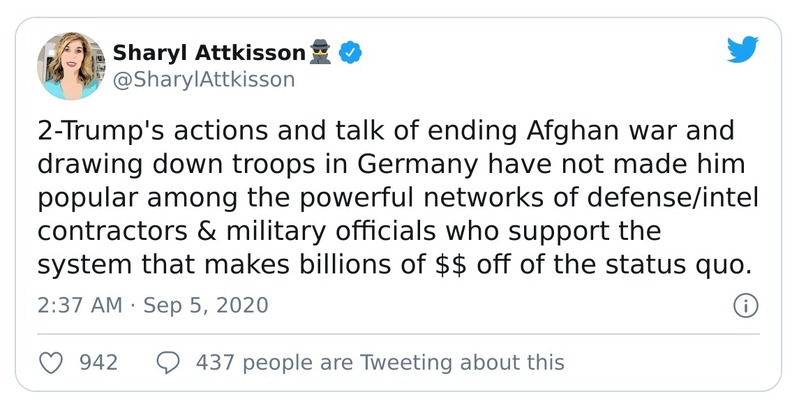 Sharyl Attkisson
@SharylAttkisson
2-Trump's actions and talk of ending Afghan war and
drawing down troops in Germany have not made him
popular among the powerful networks of defense/intel
contractors & military officials who support the
system that makes billions of $$ off of the status quo.
2:37 AM · Sep 5, 2020
942 437 people are Tweeting about this